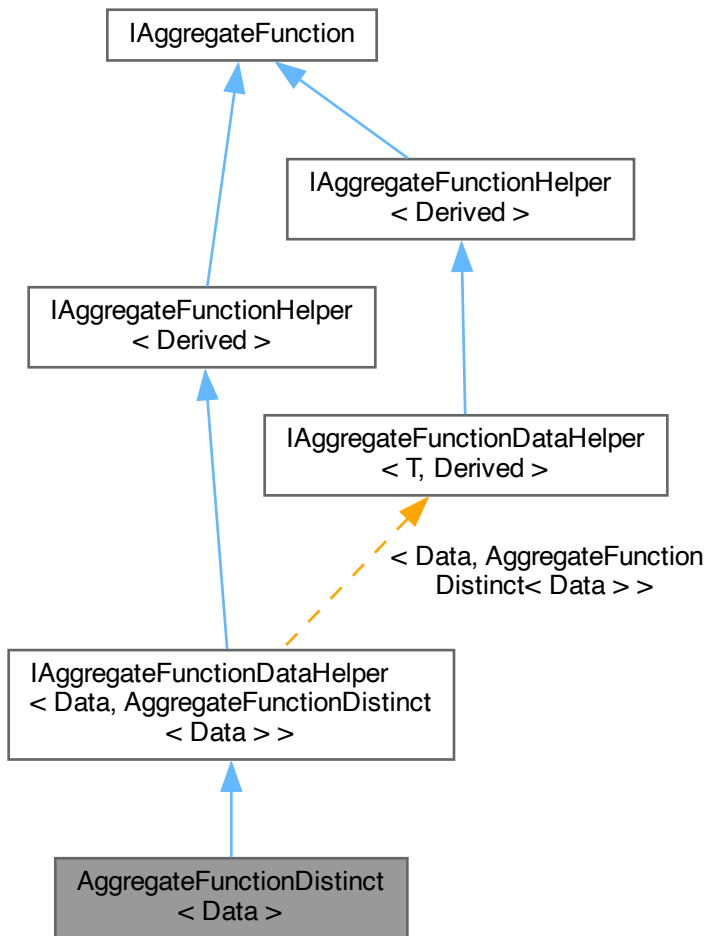 IAggregateFunction
IAggregateFunctionHelper
< Derived >
IAggregateFunctionHelper
< Derived >
IAggregateFunctionDataHelper
< T, Derived >
< Data, AggregateFunction
Distinct< Data > >
IAggregateFunctionDataHelper
< Data, AggregateFunctionDistinct
< Data > >
AggregateFunctionDistinct
< Data >